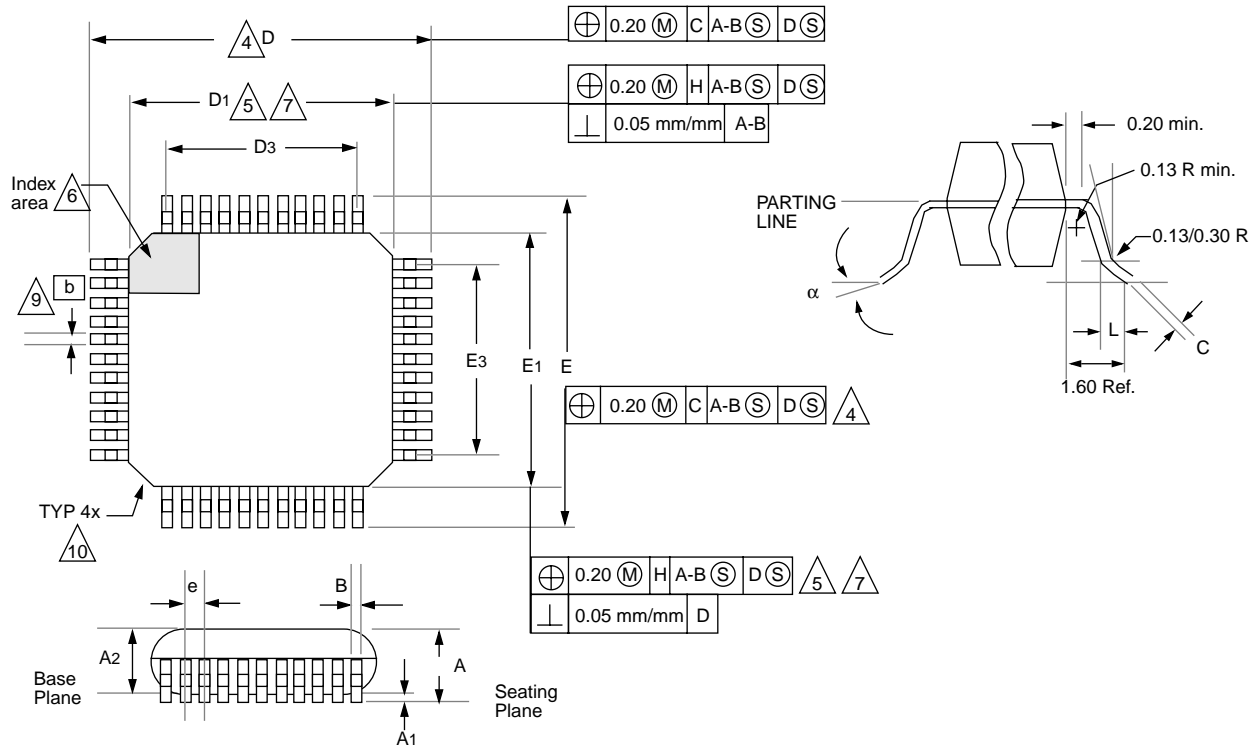 4 D
⌖ 0.20 Ⓜ C A-B Ⓢ D Ⓢ
D1 5 7
⌖ 0.20 Ⓜ H A-B Ⓢ D Ⓢ
⊥ 0.05 mm/mm A-B
D3
Index
area 6
9 b
E3
E1
E
⌖ 0.20 Ⓜ C A-B Ⓢ D Ⓢ 4
TYP 4x
10
⌖ 0.20 Ⓜ H A-B Ⓢ D Ⓢ 5 7
⊥ 0.05 mm/mm D
e
B
A2
A
Base
Plane
Seating
Plane
A1
0.20 min.
0.13 R min.
PARTING
LINE
0.13/0.30 R
α
L
C
1.60 Ref.